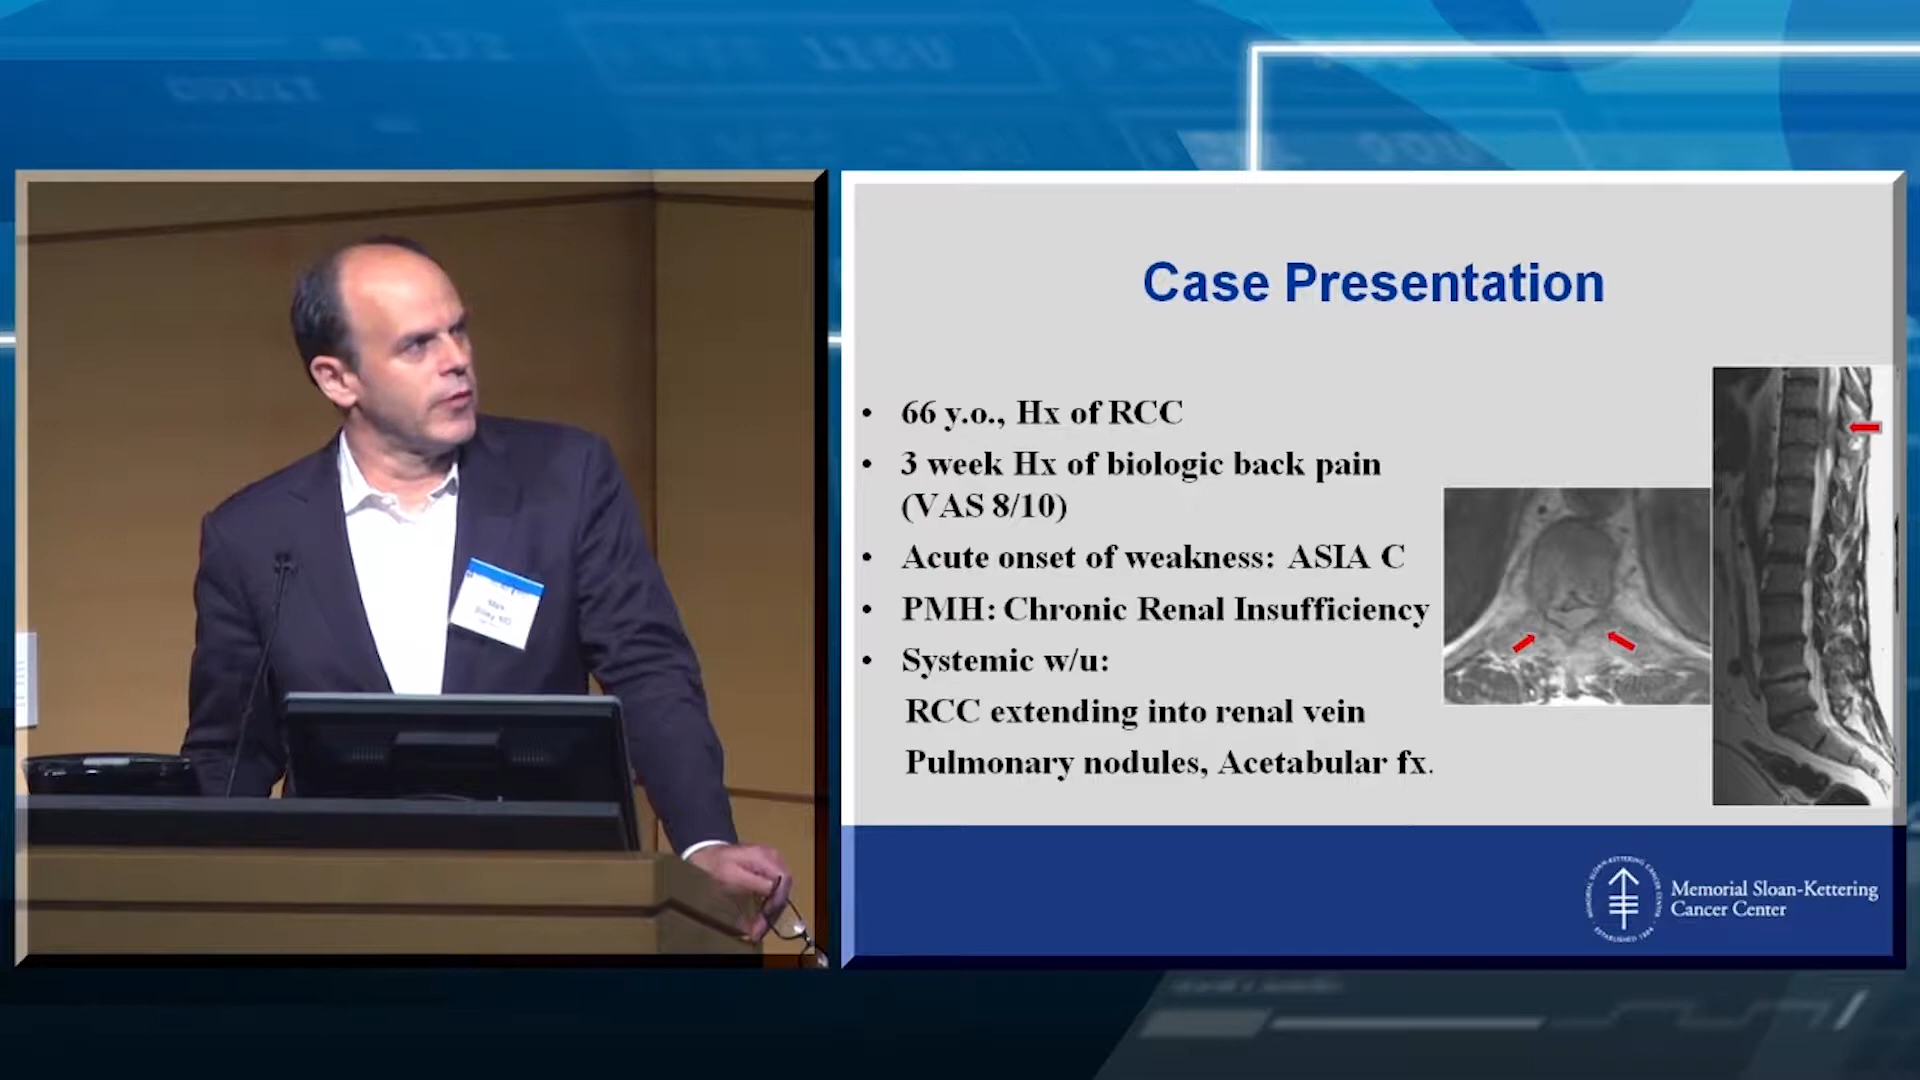 Case Presentation
• 66 y.o., Hx of RCC
• 3 week Hx of biologic back pain
(VAS 8/10)
• Acute onset of weakness: ASIA C
• PMH: Chronic Renal Insufficiency
• Systemic w/u:
RCC extending into renal vein
Pulmonary nodules, Acetabular fx.
Memorial Sloan-Kettering
Cancer Center